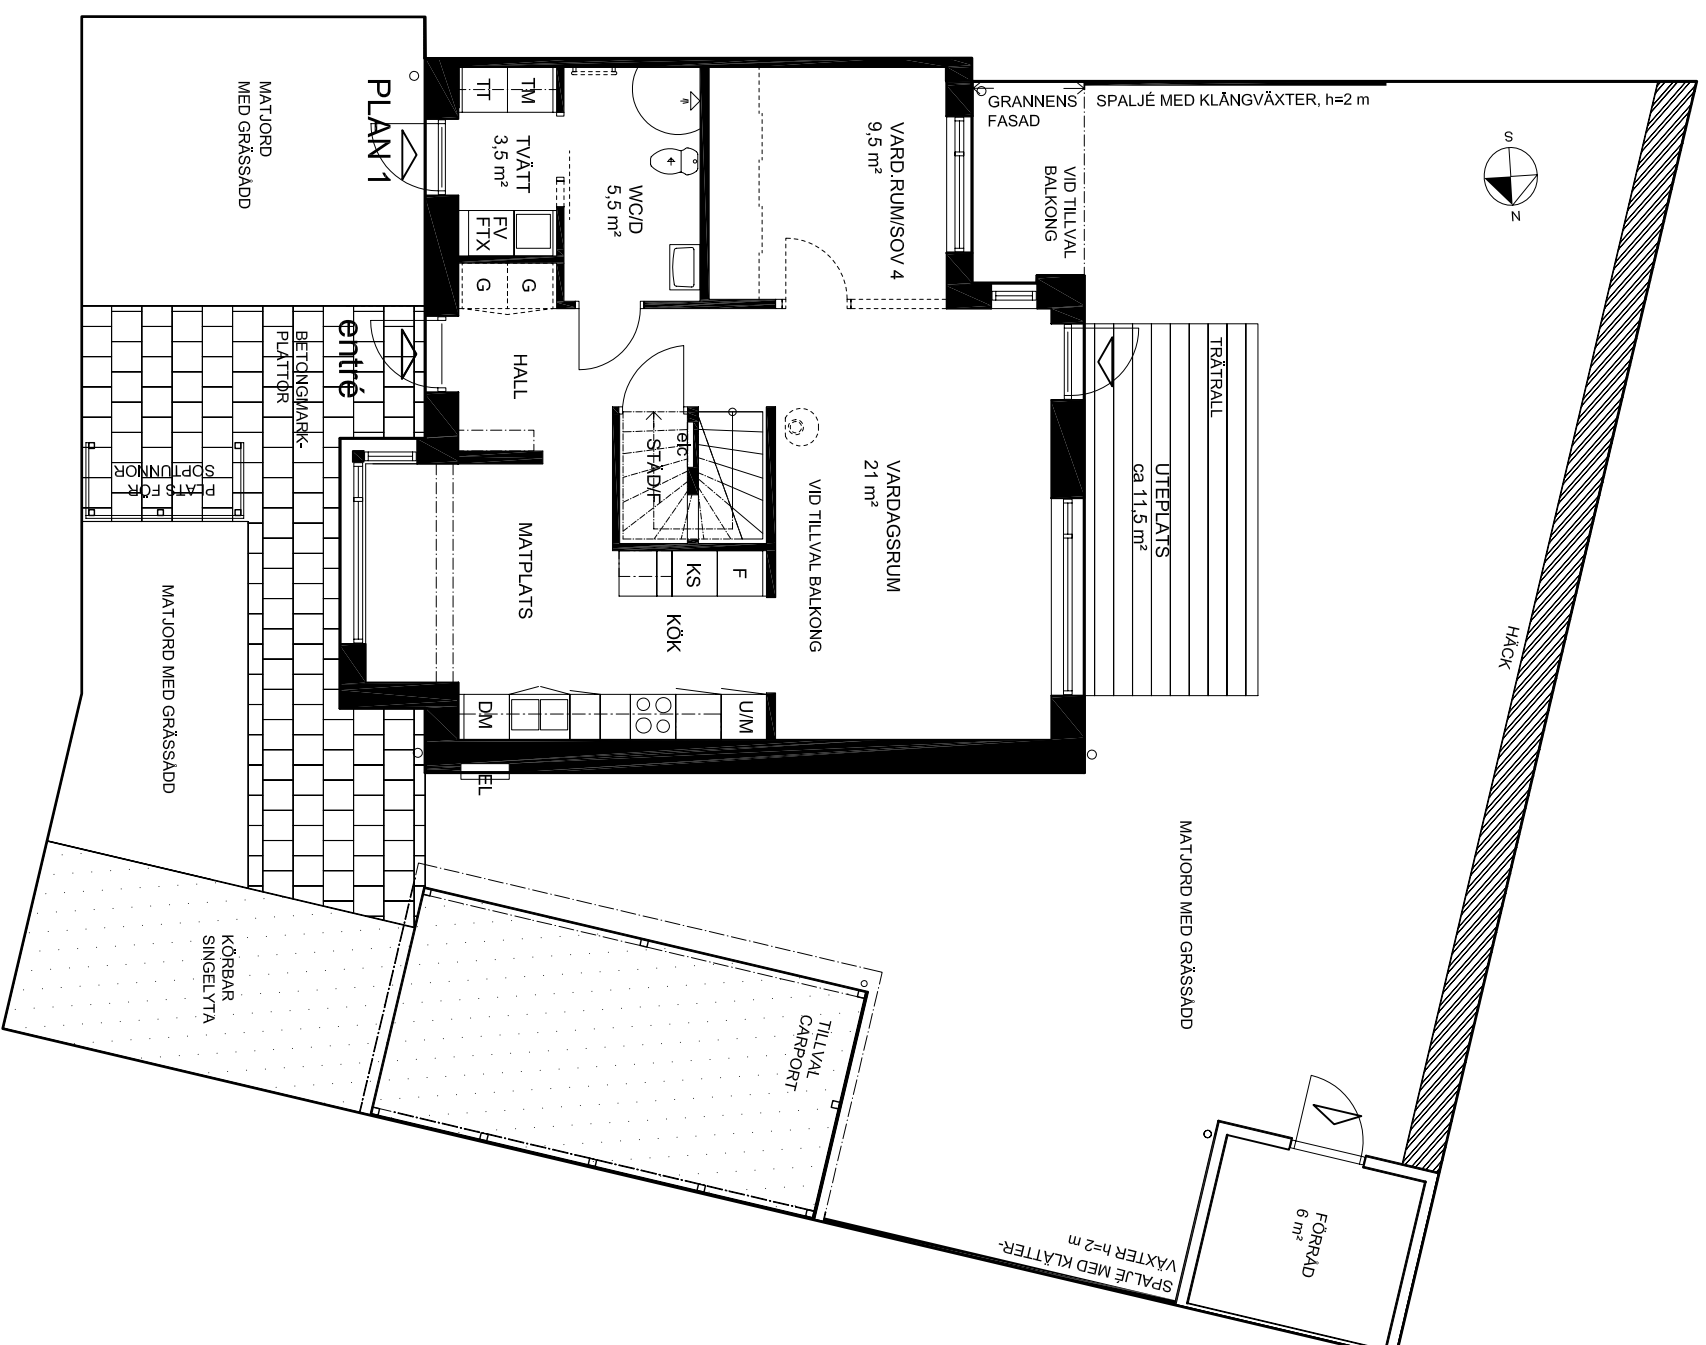 PLAN 1
MATJORD
MED GRÄSSÅDD
TT
TM
TVÄTT
3,5 m²
FV
FTX
WC/D
5,5 m²
G
G
VARD.RUM/SOV 4
9,5 m²
GRANNENS
FASAD
SPALJÉ MED KLÄNGVÄXTER, h=2 m
VID TILLVAL
BALKONG
S
N
entré
BETONGMARK-
PLATTOR
HALL
PLATS FÖR
SOPTUNNOR
STÄD/F
elc
VARDAGSRUM
21 m²
VID TILLVAL BALKONG
TRÄTRALL
UTEPLATS
ca 11,5 m²
HÄCK
MATPLATS
KS
F
KÖK
DM
U/M
EL
MATJORD MED GRÄSSÅDD
MATJORD MED GRÄSSÅDD
KÖRBAR
SINGELYTA
TILLVAL
CARPORT
SPALJÉ MED KLÄTTER-
VÄXTER h=2 m
FÖRRÅD
6 m²